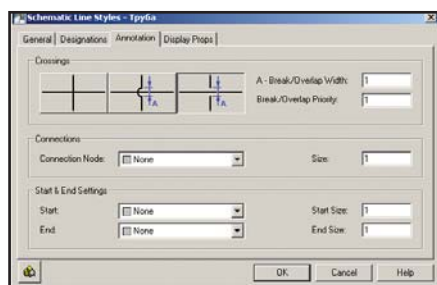 Schematic Line Styles - Труба
General Designations Annotation Display Props
Crossings
A - Break/Overlap Width: 1
A A Break/Overlap Priority: 1
Connections
Connection Node: None Size: 1
Start & End Settings
Start: None Start Size: 1
End: None End Size: 1
OK Cancel Help